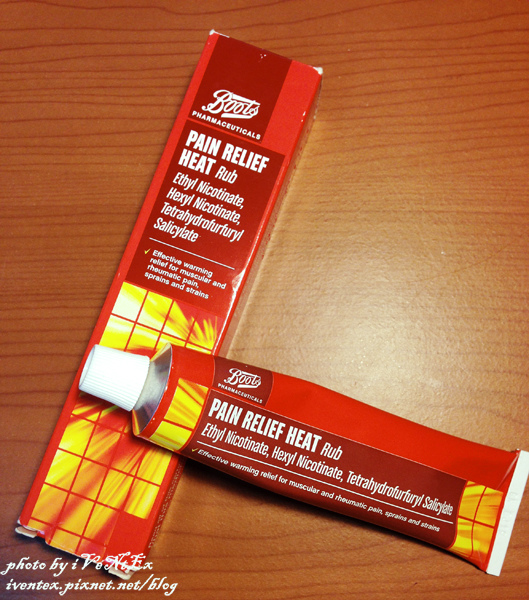 Boots
PHARMACEUTICALS
PAIN RELIEF
HEAT Rub
Ethyl Nicotinate,
Hexyl Nicotinate,
Tetrahydrofurfuryl
Salicylate
✓ Effective warming
relief for muscular and
rheumatic pain,
sprains and strains
Boots
PHARMACEUTICALS
PAIN RELIEF HEAT Rub
Ethyl Nicotinate, Hexyl Nicotinate, Tetrahydrofurfuryl Salicylate
✓ Effective warming relief for muscular and rheumatic pain, sprains and strains
photo by iVeNtEx
iventex.pixnet.net/blog